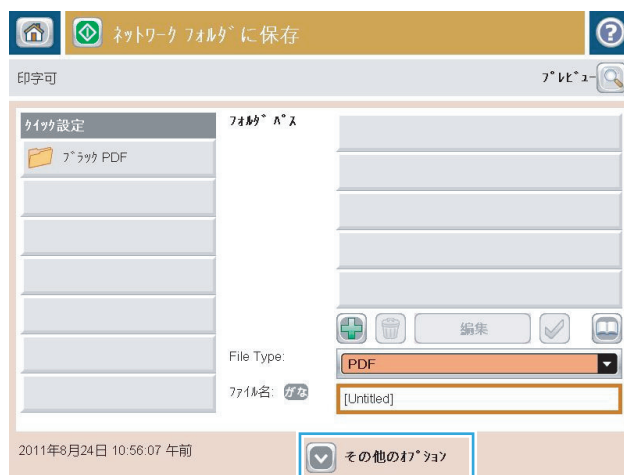 ﾈｯﾄﾜｰｸ ﾌｫﾙﾀﾞに保存
印字可
ﾌﾟﾚﾋﾞｭｰ
ｸｲｯｸ設定
ﾌﾞﾗｯｸ PDF
ﾌｫﾙﾀﾞ ﾊﾟｽ
編集
File Type:
PDF
ﾌｧｲﾙ名: がな
[Untitled]
2011年8月24日 10:56:07 午前
その他のｵﾌﾟｼｮﾝ